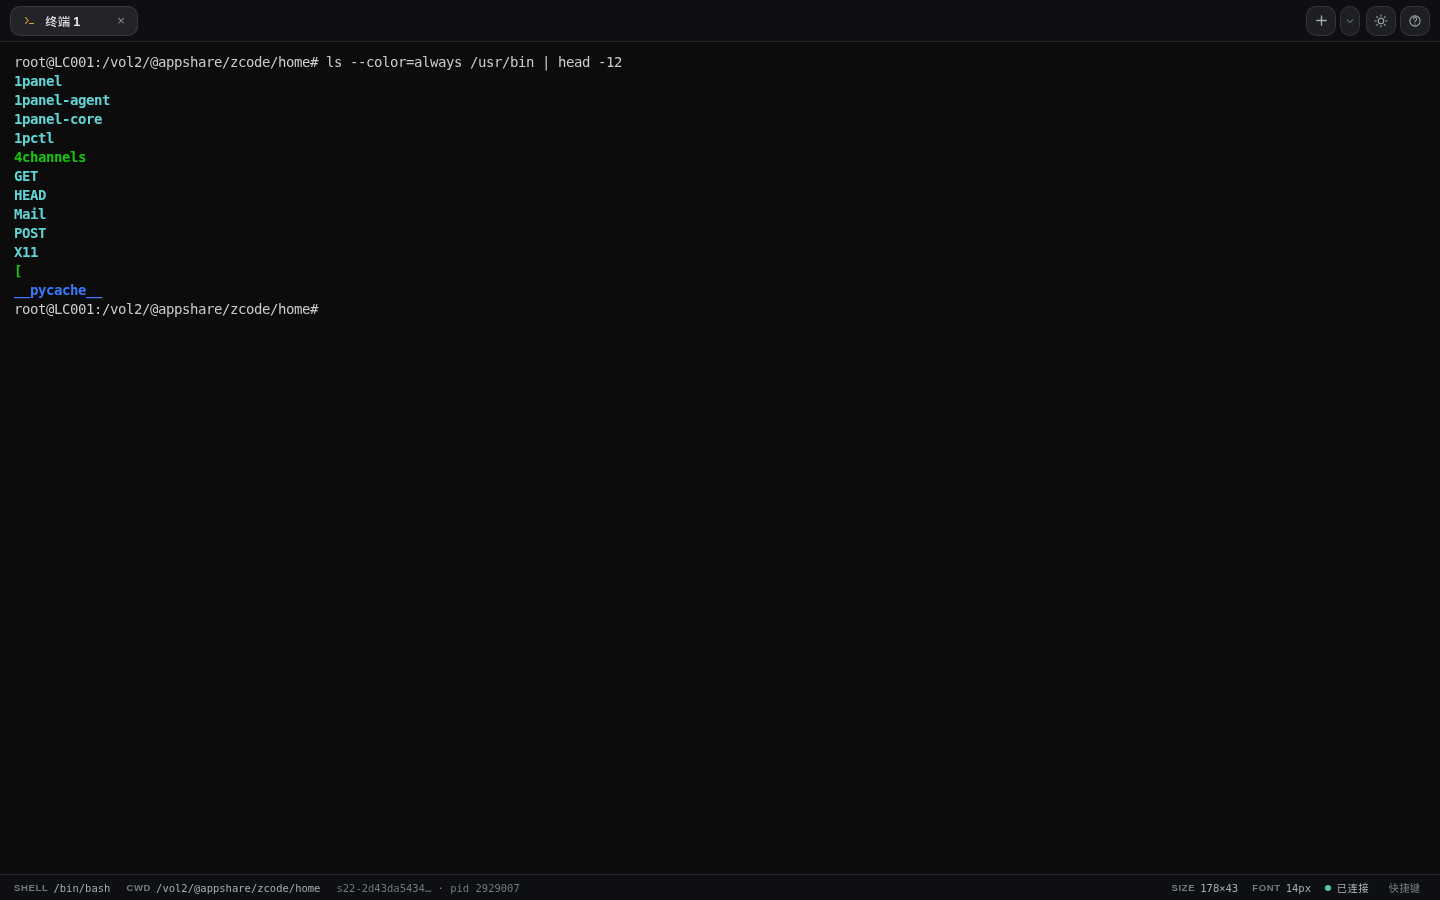 终端 1 ×
root@LC001:/vol2/@appshare/zcode/home# ls --color=always /usr/bin | head -12
1panel
1panel-agent
1panel-core
1pctl
4channels
GET
HEAD
Mail
POST
X11
[
__pycache__
root@LC001:/vol2/@appshare/zcode/home#
SHELL /bin/bash CWD /vol2/@appshare/zcode/home s22-2d43da5434… · pid 2929007 SIZE 178×43 FONT 14px 已连接 快捷键